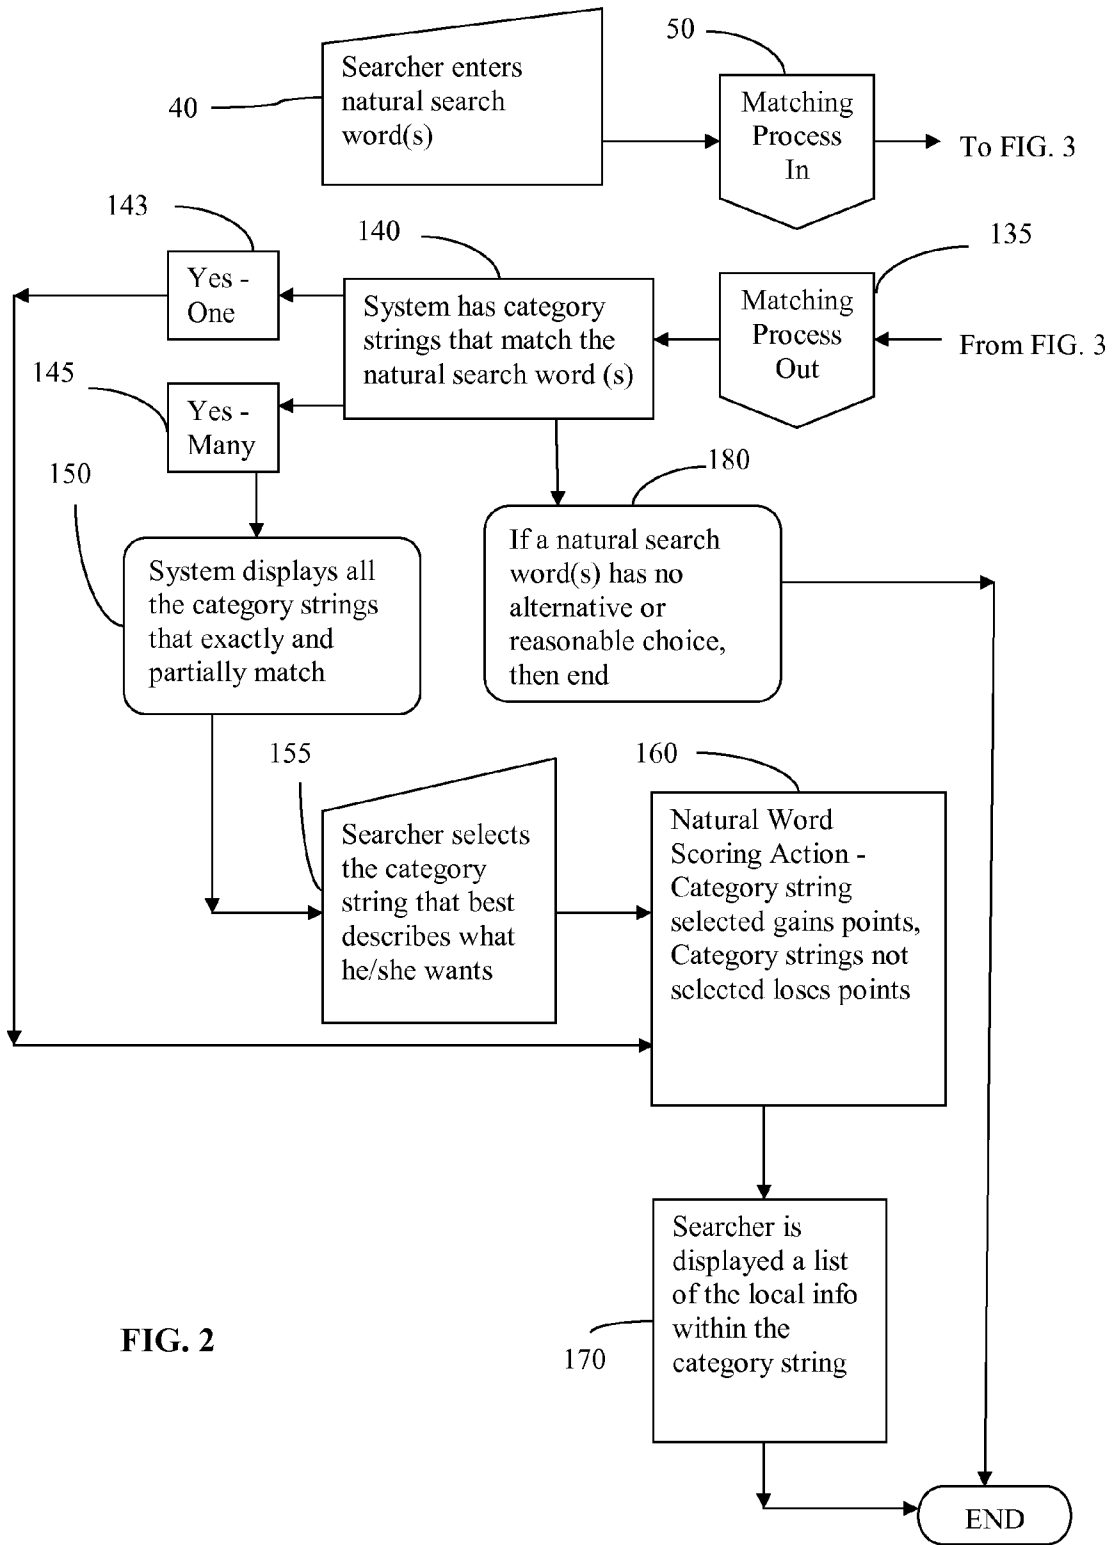 50
Searcher enters
natural search
word(s)
40
Matching
Process
In
To FIG. 3
143
140
135
Yes -
One
System has category
strings that match the
natural search word (s)
Matching
Process
Out
From FIG. 3
145
Yes -
Many
150
180
System displays all
the category strings
that exactly and
partially match
If a natural search
word(s) has no
alternative or
reasonable choice,
then end
155
160
Searcher selects
the category
string that best
describes what
he/she wants
Natural Word
Scoring Action -
Category string
selected gains points,
Category strings not
selected loses points
Searcher is
displayed a list
of the local info
within the
category string
170
FIG. 2
END